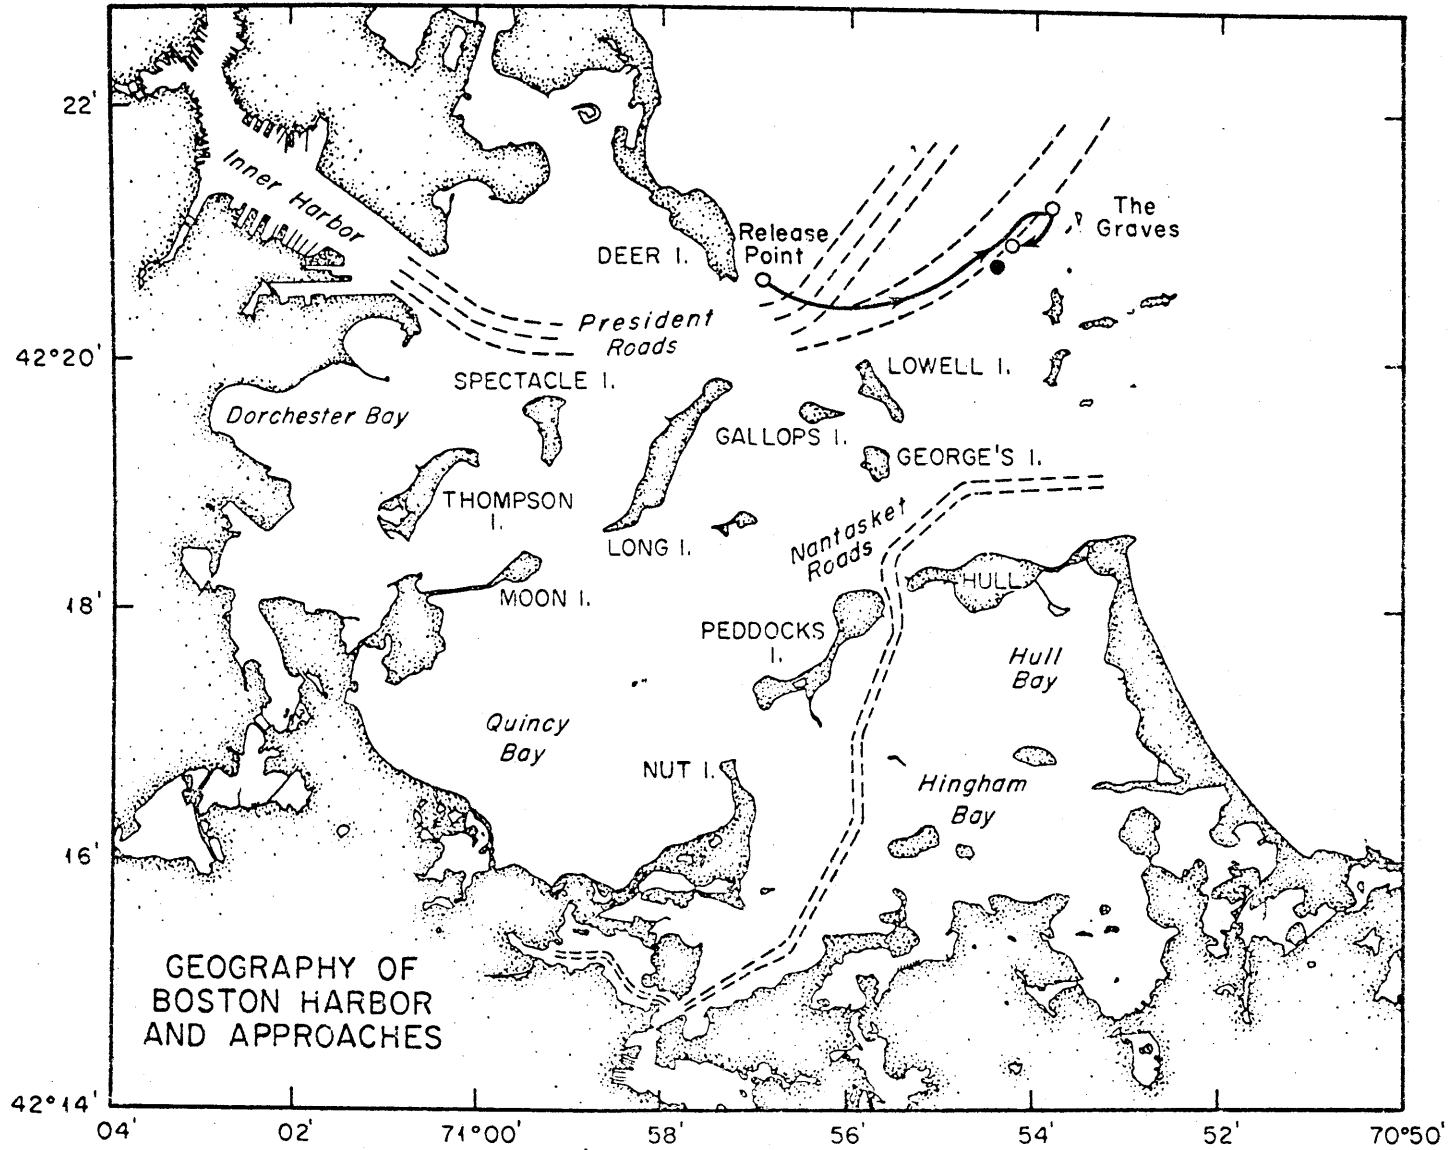 22'
Inner Harbor
The
Graves
Release
Point
DEER I.
President
Roads
42°20'
SPECTACLE I.
LOWELL I.
Dorchester Bay
GALLOPS I.
GEORGE'S I.
THOMPSON
I.
LONG I.
Nantasket
Roads
HULL
MOON I.
18'
PEDDOCKS
I.
Hull
Bay
Quincy
Bay
NUT I.
Hingham
Bay
16'
GEOGRAPHY OF
BOSTON HARBOR
AND APPROACHES
42°14'
04'
02'
71°00'
58'
56'
54'
52'
70°50'